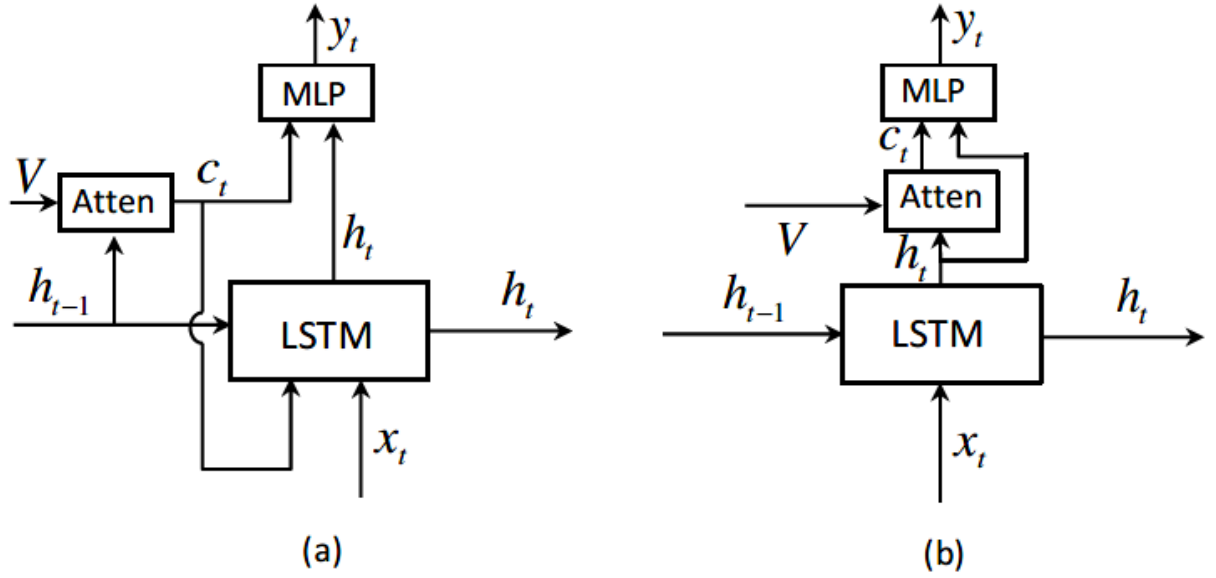 y_t
MLP
V
Atten
c_t
h_t
h_{t-1}
LSTM
h_t
x_t
(a)
y_t
MLP
c_t
Atten
V
h_t
h_{t-1}
LSTM
h_t
x_t
(b)